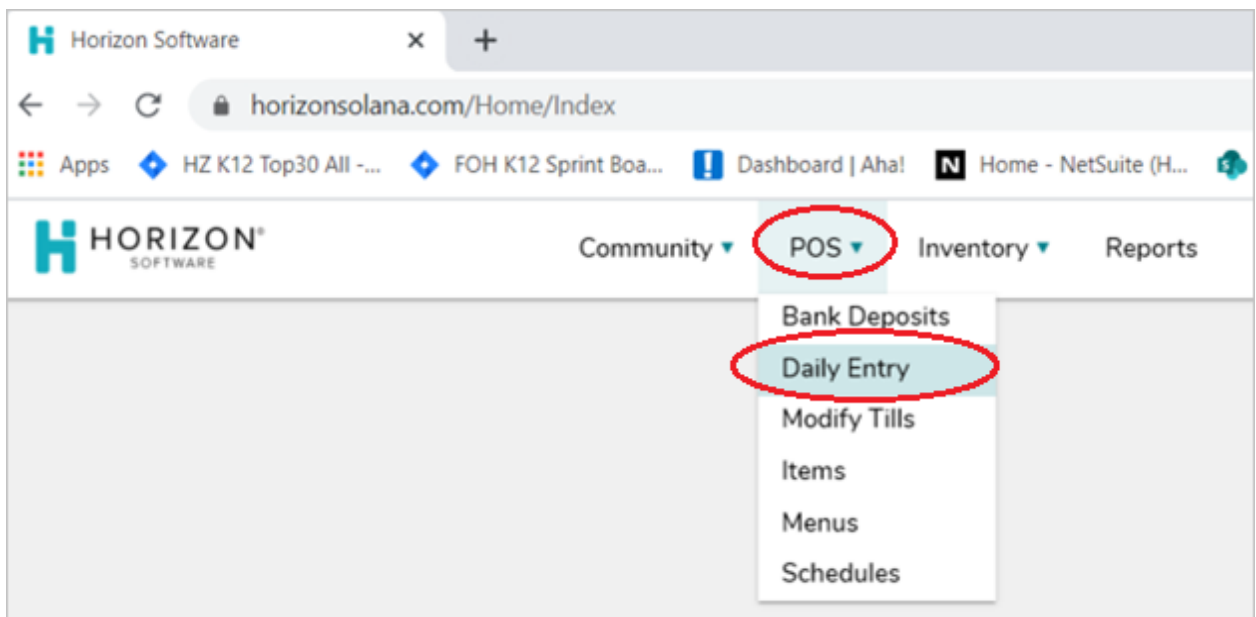 Horizon Software
horizonsolana.com/Home/Index
Apps HZ K12 Top30 All -... FOH K12 Sprint Boa... Dashboard | Aha! N Home - NetSuite (H...
HORIZON® Community POS Inventory Reports
SOFTWARE
Bank Deposits
Daily Entry
Modify Tills
Items
Menus
Schedules